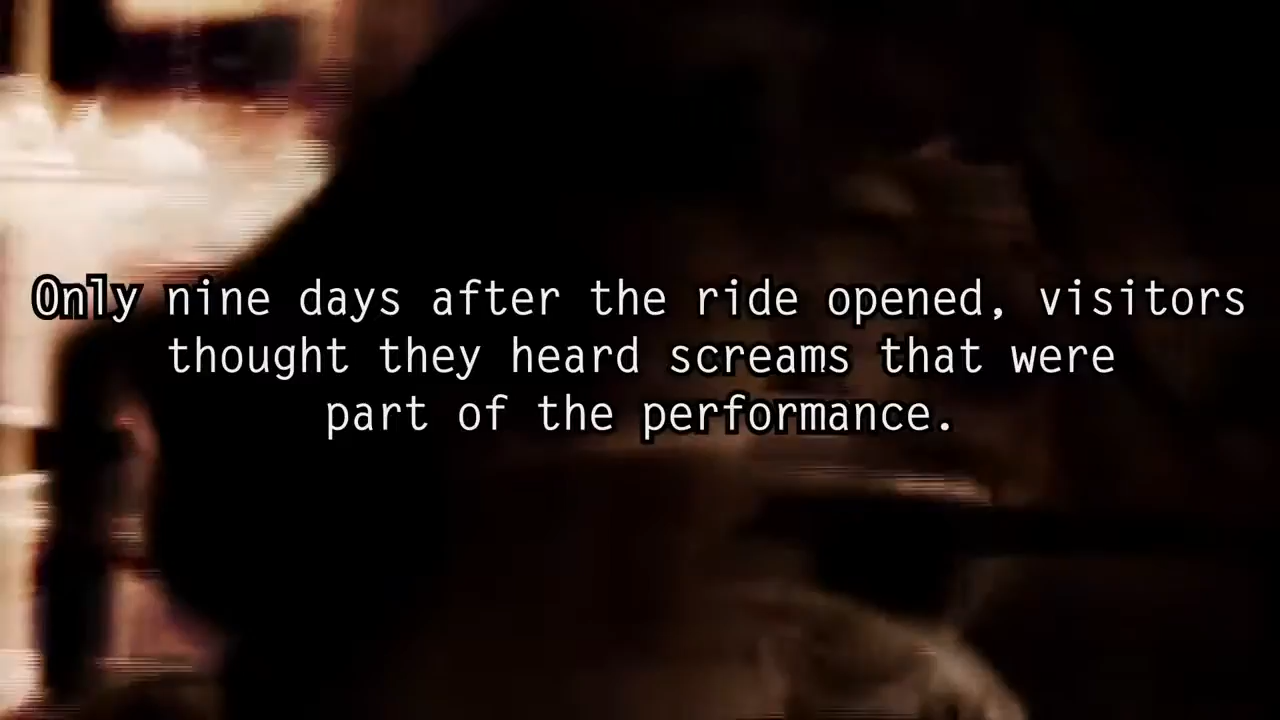 Only nine days after the ride opened, visitors
thought they heard screams that were
part of the performance.